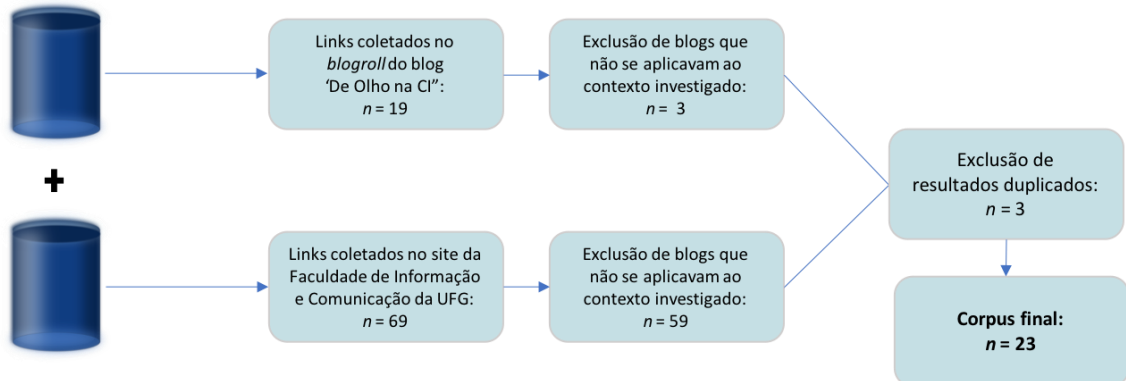 Links coletados no
blogroll do blog
‘De Olho na CI”:
n = 19
Exclusão de blogs que
não se aplicavam ao
contexto investigado:
n = 3
+
Links coletados no site da
Faculdade de Informação
e Comunicação da UFG:
n = 69
Exclusão de blogs que
não se aplicavam ao
contexto investigado:
n = 59
Exclusão de
resultados duplicados:
n = 3
Corpus final:
n = 23